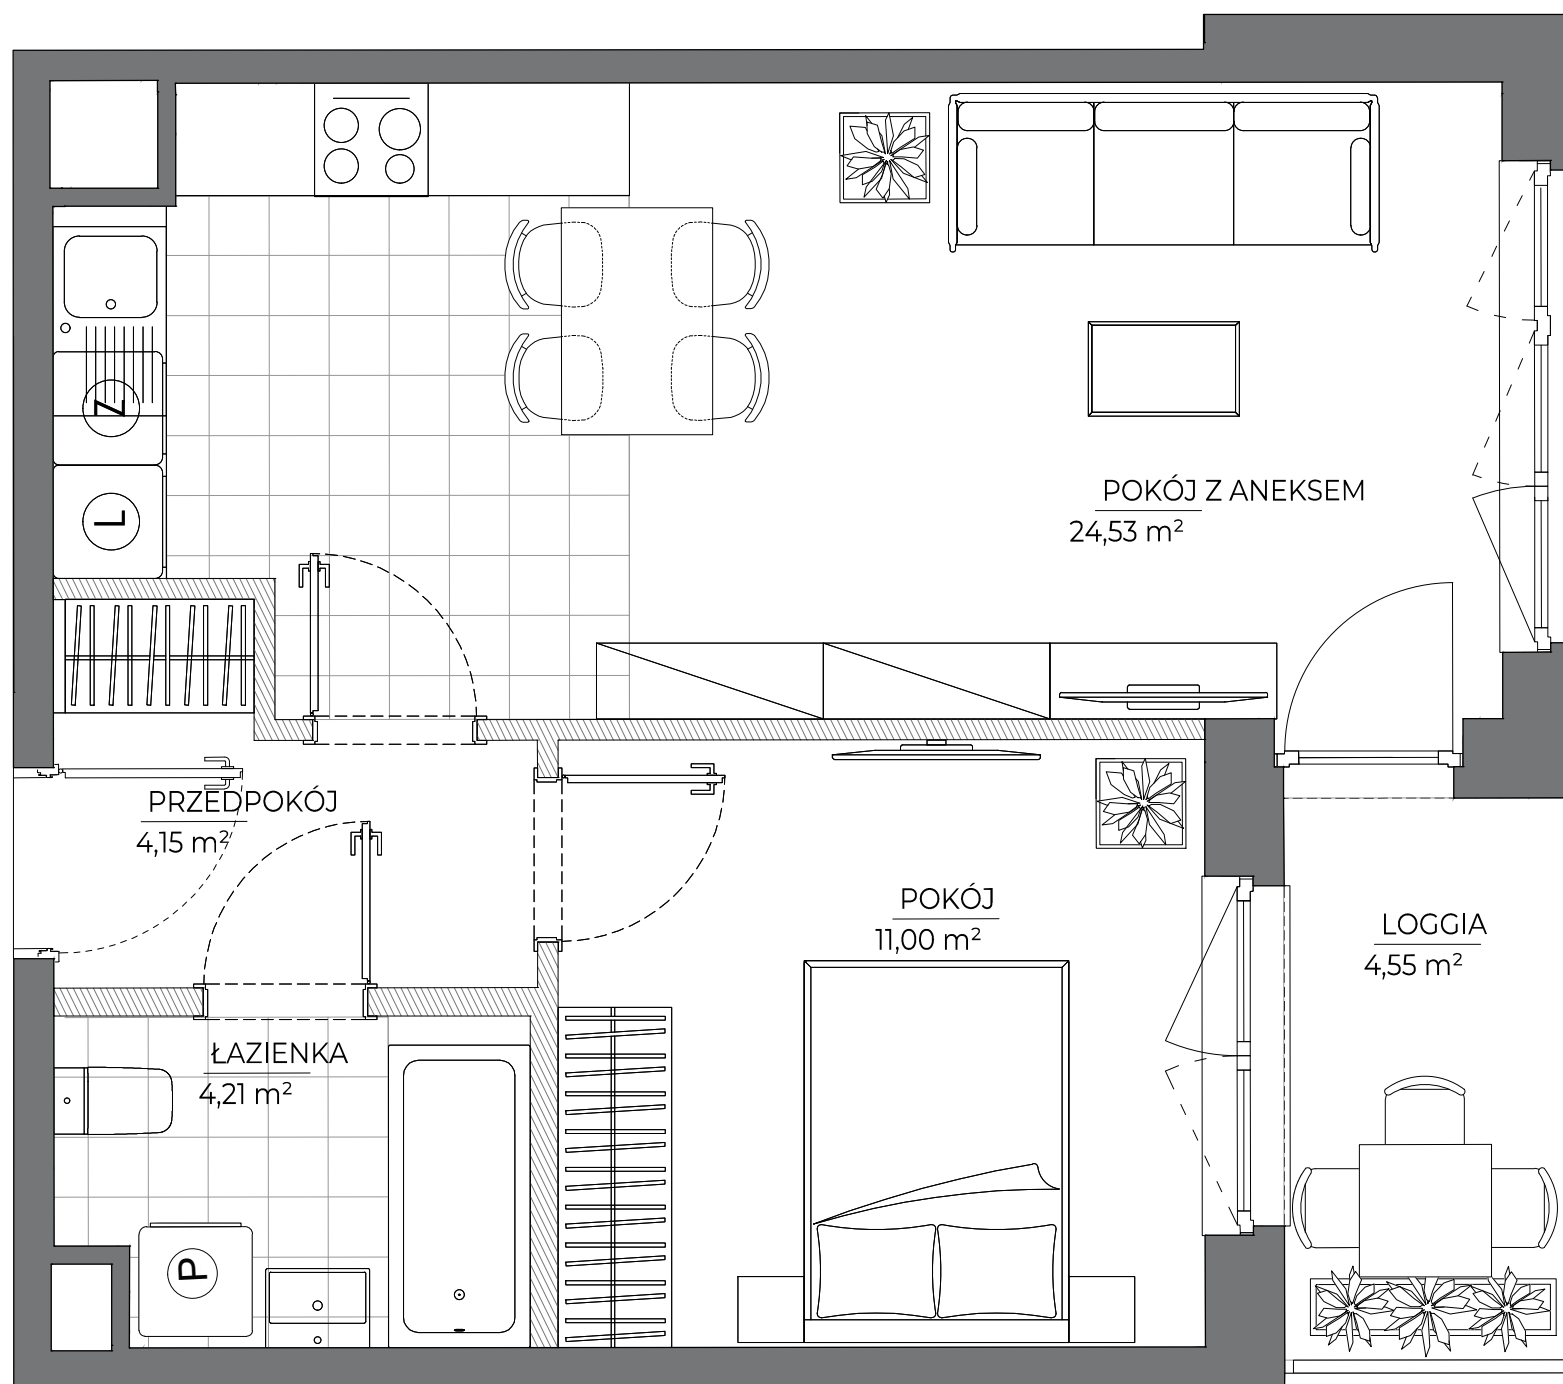 Z
L
POKÓJ Z ANEKSEM
24,53 m²
PRZEDPOKÓJ
4,15 m²
POKÓJ
11,00 m²
LOGGIA
4,55 m²
ŁAZIENKA
4,21 m²
P